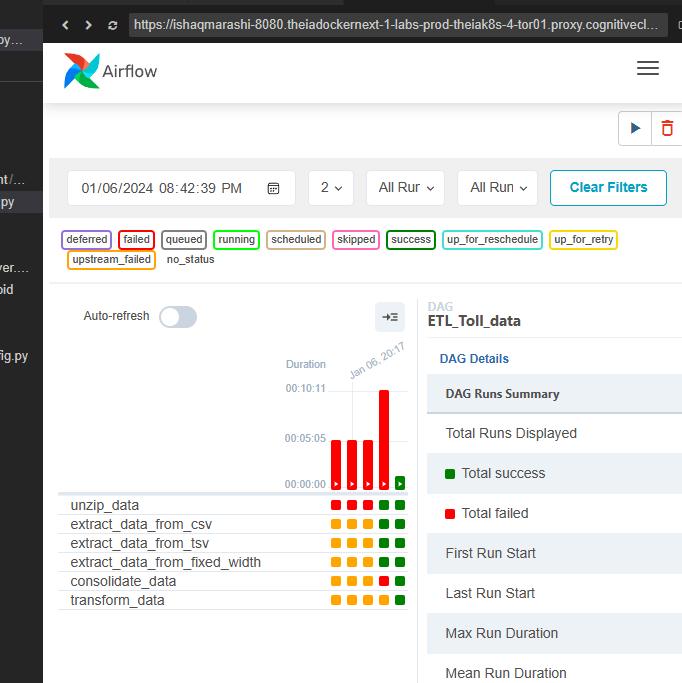 py...
https://ishaqmarashi-8080.theiadockernext-1-labs-prod-theiak8s-4-tor01.proxy.cognitivecl...
Airflow
nt/...
py
ver....
oid
fig.py
01/06/2024 08:42:39 PM
2
All Run
All Run
Clear Filters
deferred failed queued running scheduled skipped success up_for_reschedule up_for_retry
upstream_failed no_status
Auto-refresh
Duration
Jan 06, 20:17
00:10:11
00:05:05
00:00:00
unzip_data
extract_data_from_csv
extract_data_from_tsv
extract_data_from_fixed_width
consolidate_data
transform_data
DAG
ETL_Toll_data
DAG Details
DAG Runs Summary
Total Runs Displayed
Total success
Total failed
First Run Start
Last Run Start
Max Run Duration
Mean Run Duration